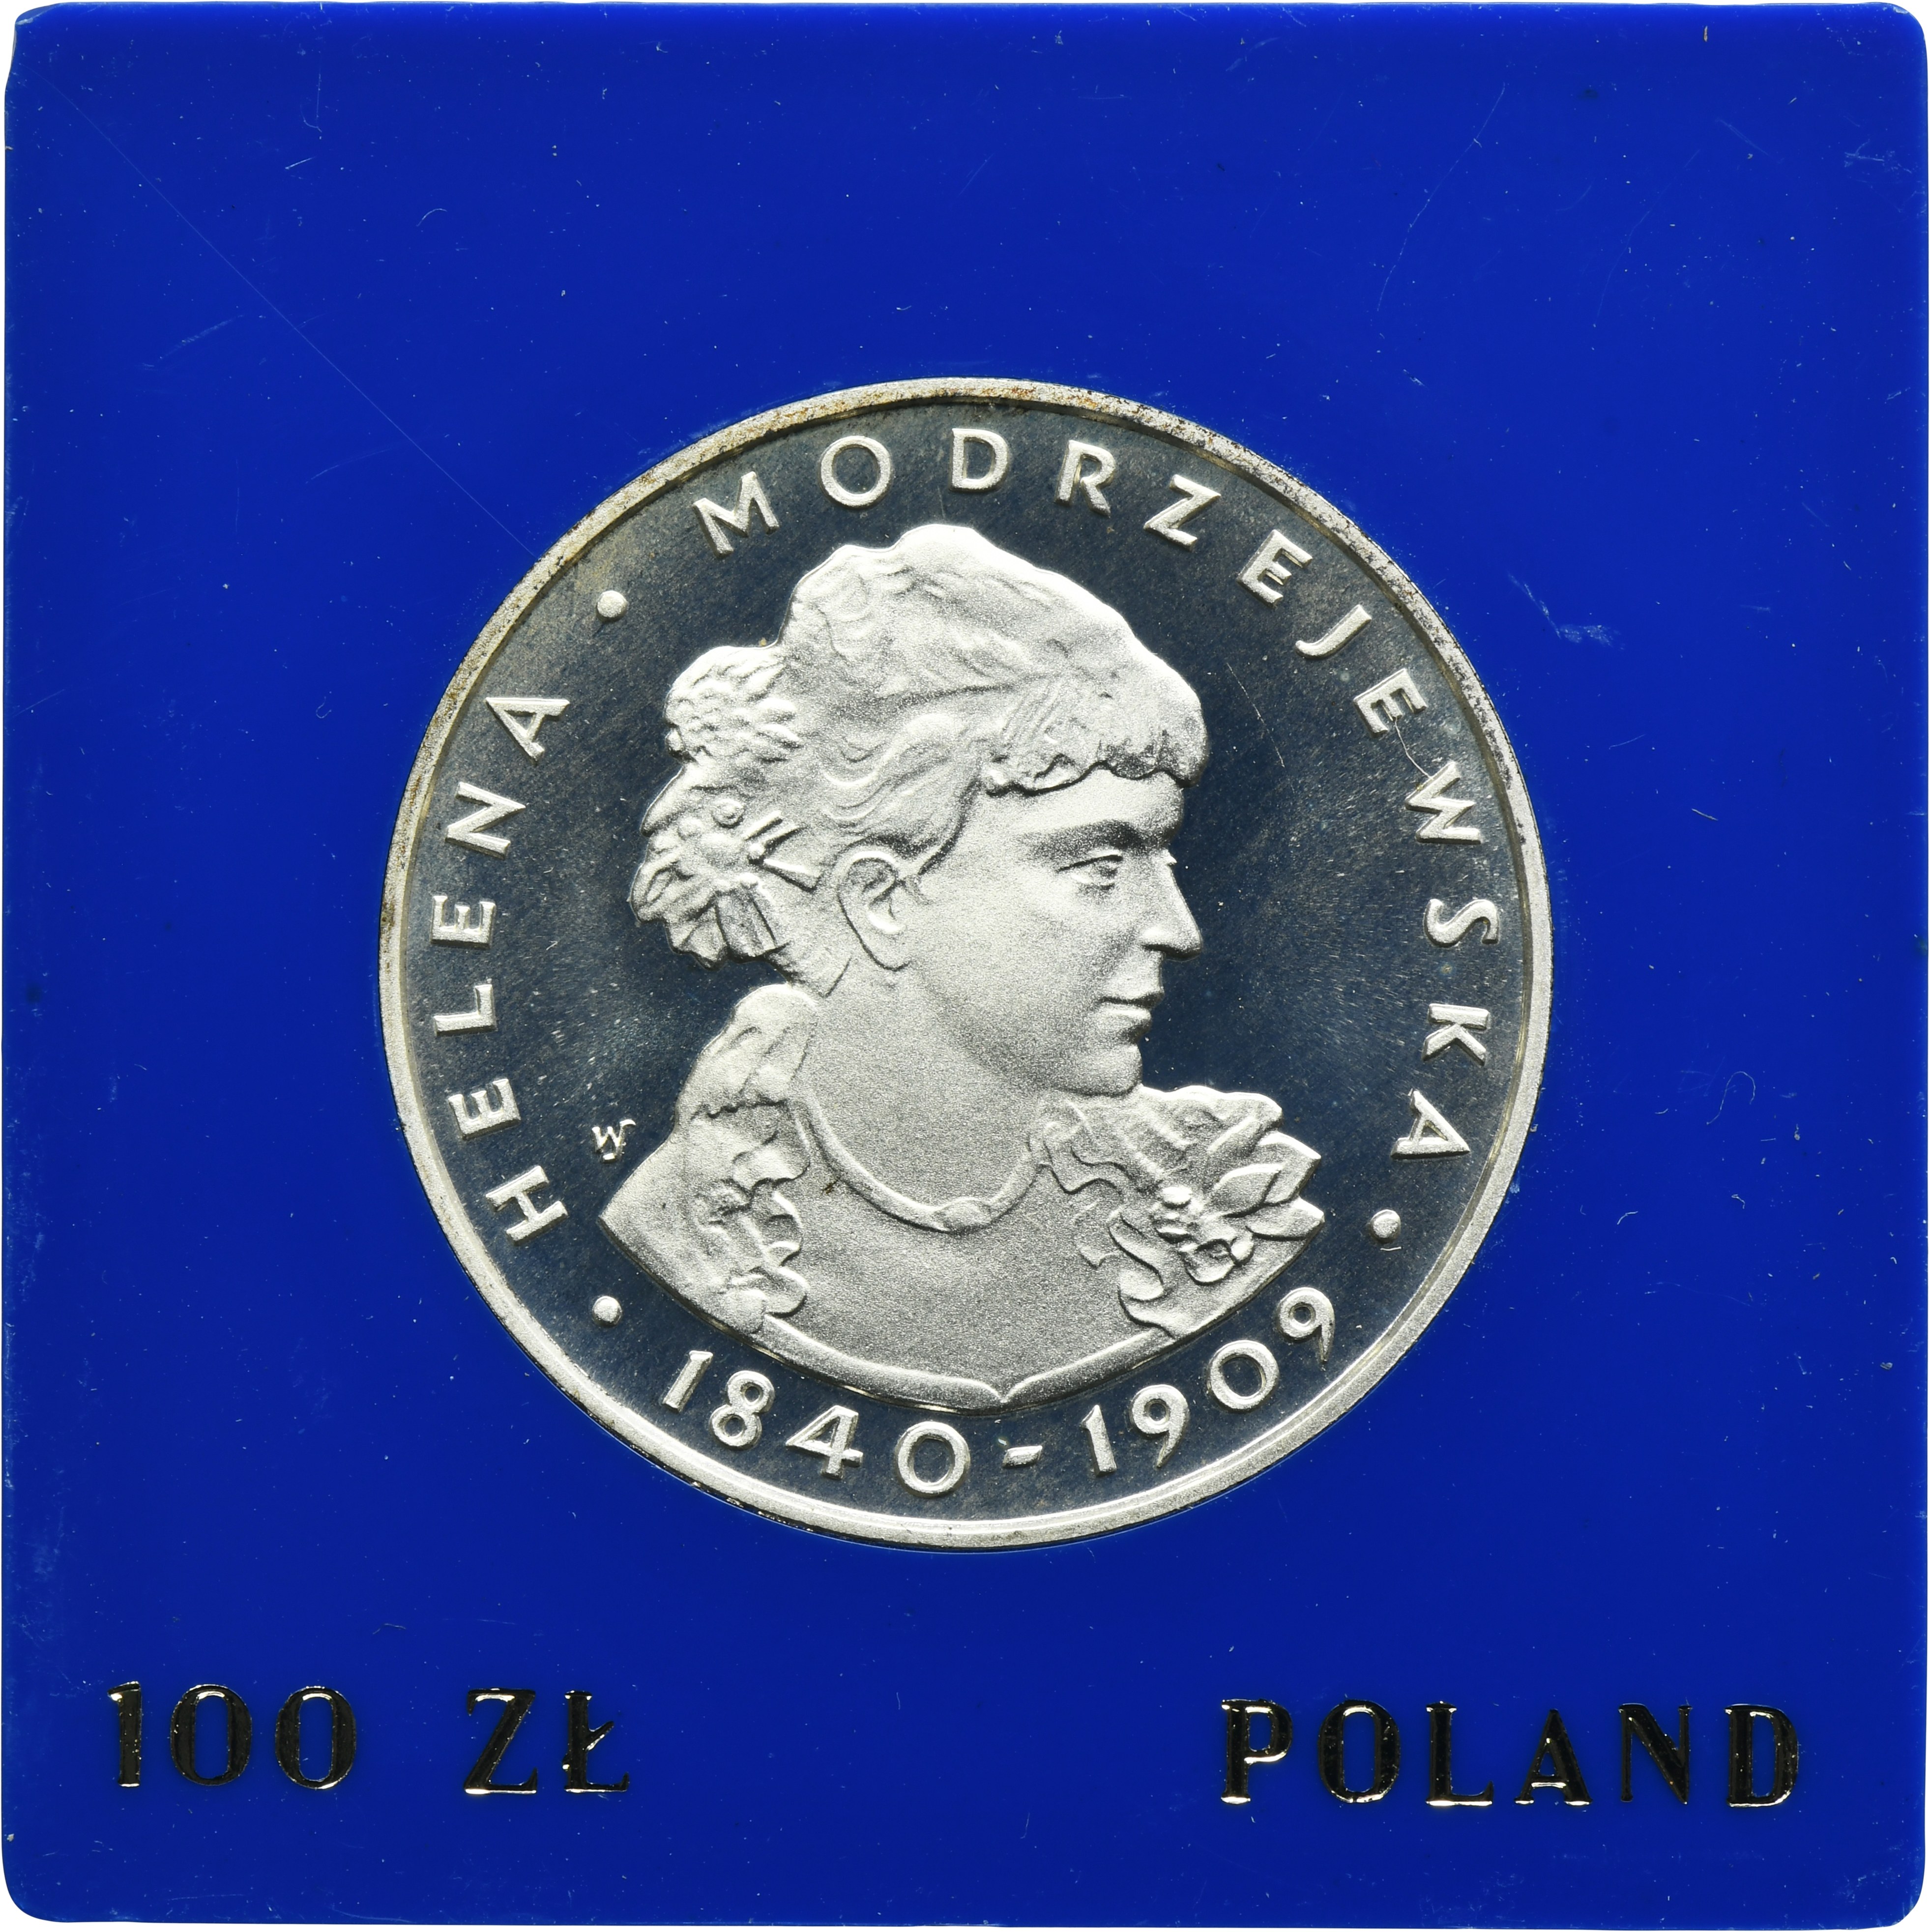 HELENA • MODRZEJEWSKA •
• 1840-1909
WJ
100 ZŁ
POLAND